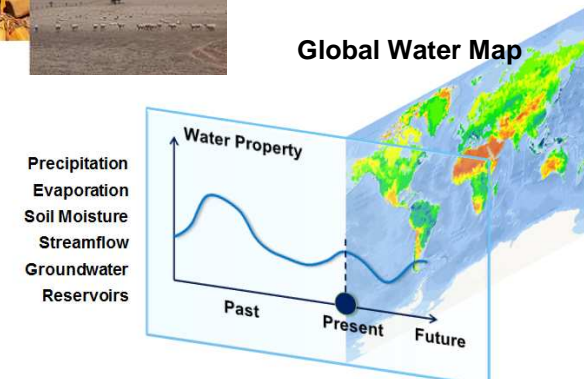 Global Water Map
Water Property
Precipitation
Evaporation
Soil Moisture
Streamflow
Groundwater
Reservoirs
Past
Present
Future